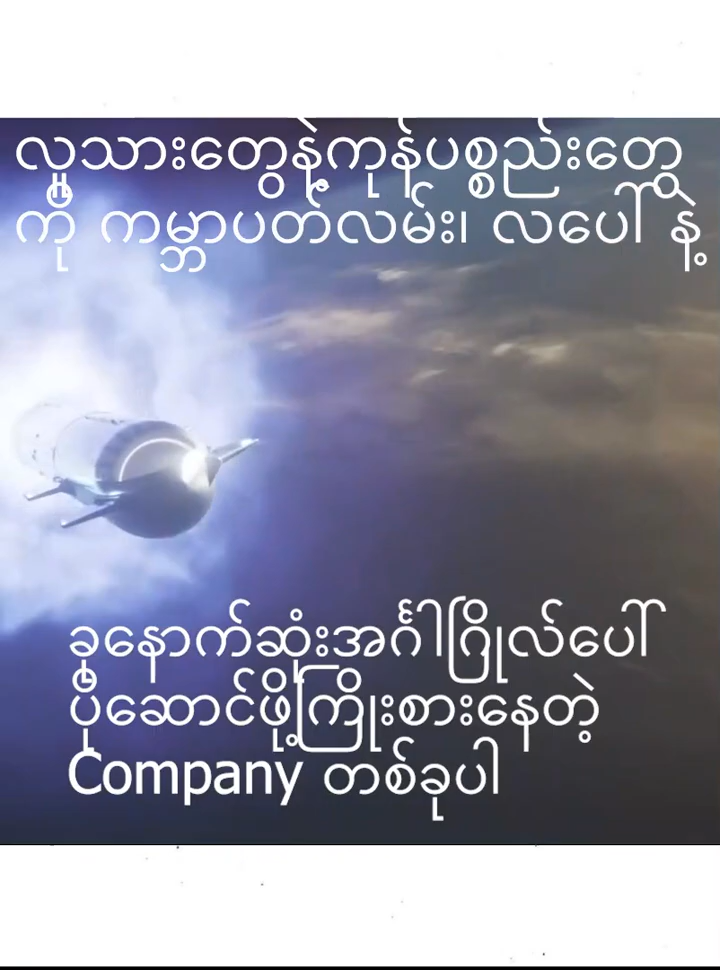 လူသားတွေနဲ့ကုန်ပစ္စည်းတွေ
ကို ကမ္ဘာပတ်လမ်း၊ လပေါ် နဲ့
ခုနောက်ဆုံးအင်္ဂါဂြိုလ်ပေါ်
ပို့ဆောင်ဖို့ကြိုးစားနေတဲ့
Company တစ်ခုပါ